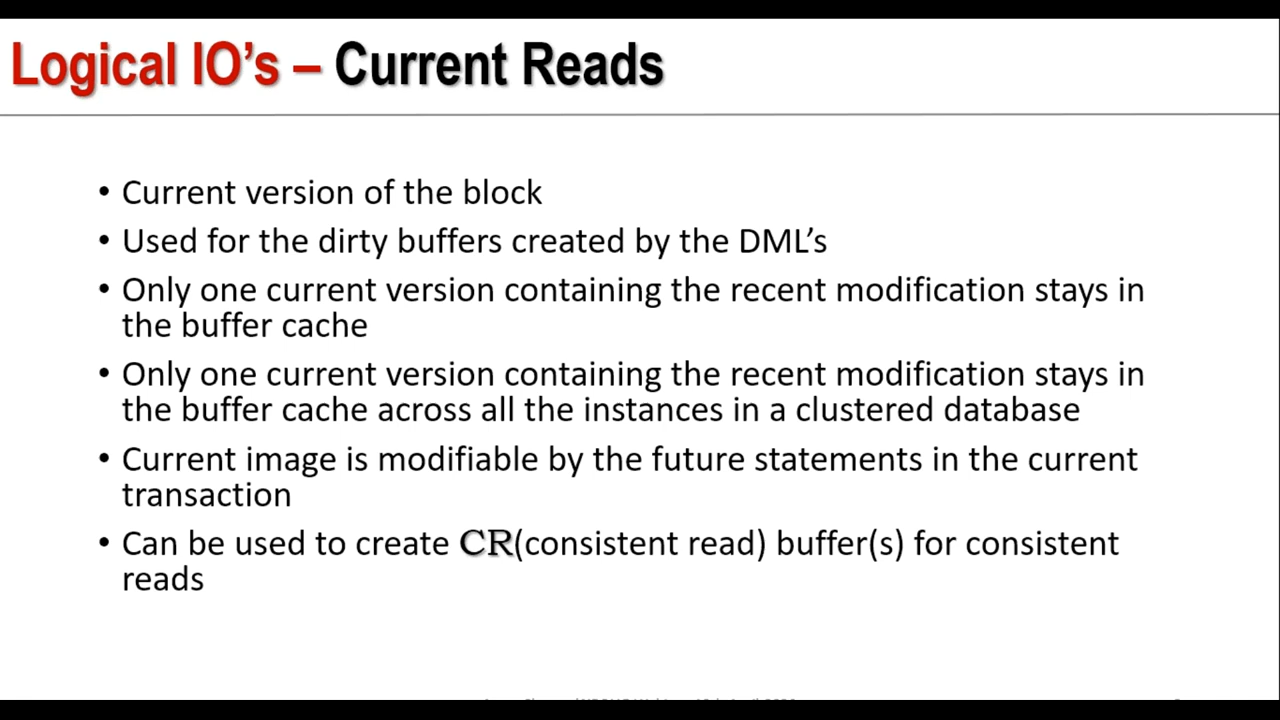 Logical IO's – Current Reads
• Current version of the block
• Used for the dirty buffers created by the DML's
• Only one current version containing the recent modification stays in
the buffer cache
• Only one current version containing the recent modification stays in
the buffer cache across all the instances in a clustered database
• Current image is modifiable by the future statements in the current
transaction
• Can be used to create CR(consistent read) buffer(s) for consistent
reads